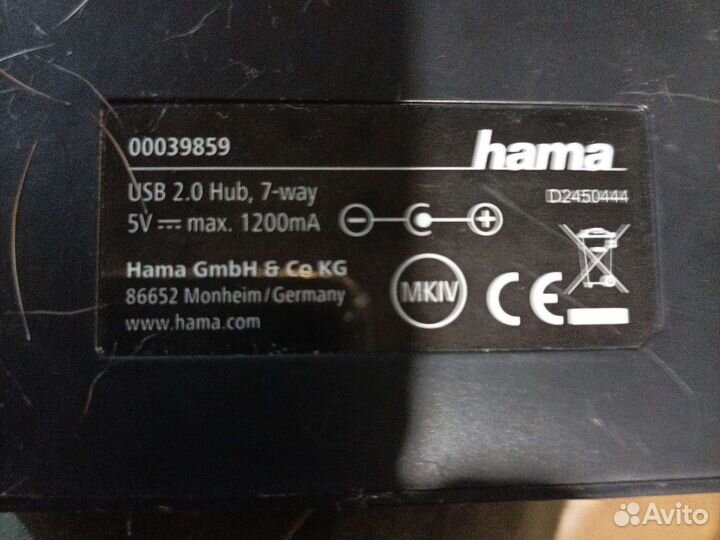 00039859
hama
USB 2.0 Hub, 7-way
D2450444
5V ⎓ max. 1200mA
Hama GmbH & Co KG
86652 Monheim/Germany
www.hama.com
MKIV
CE
Avito